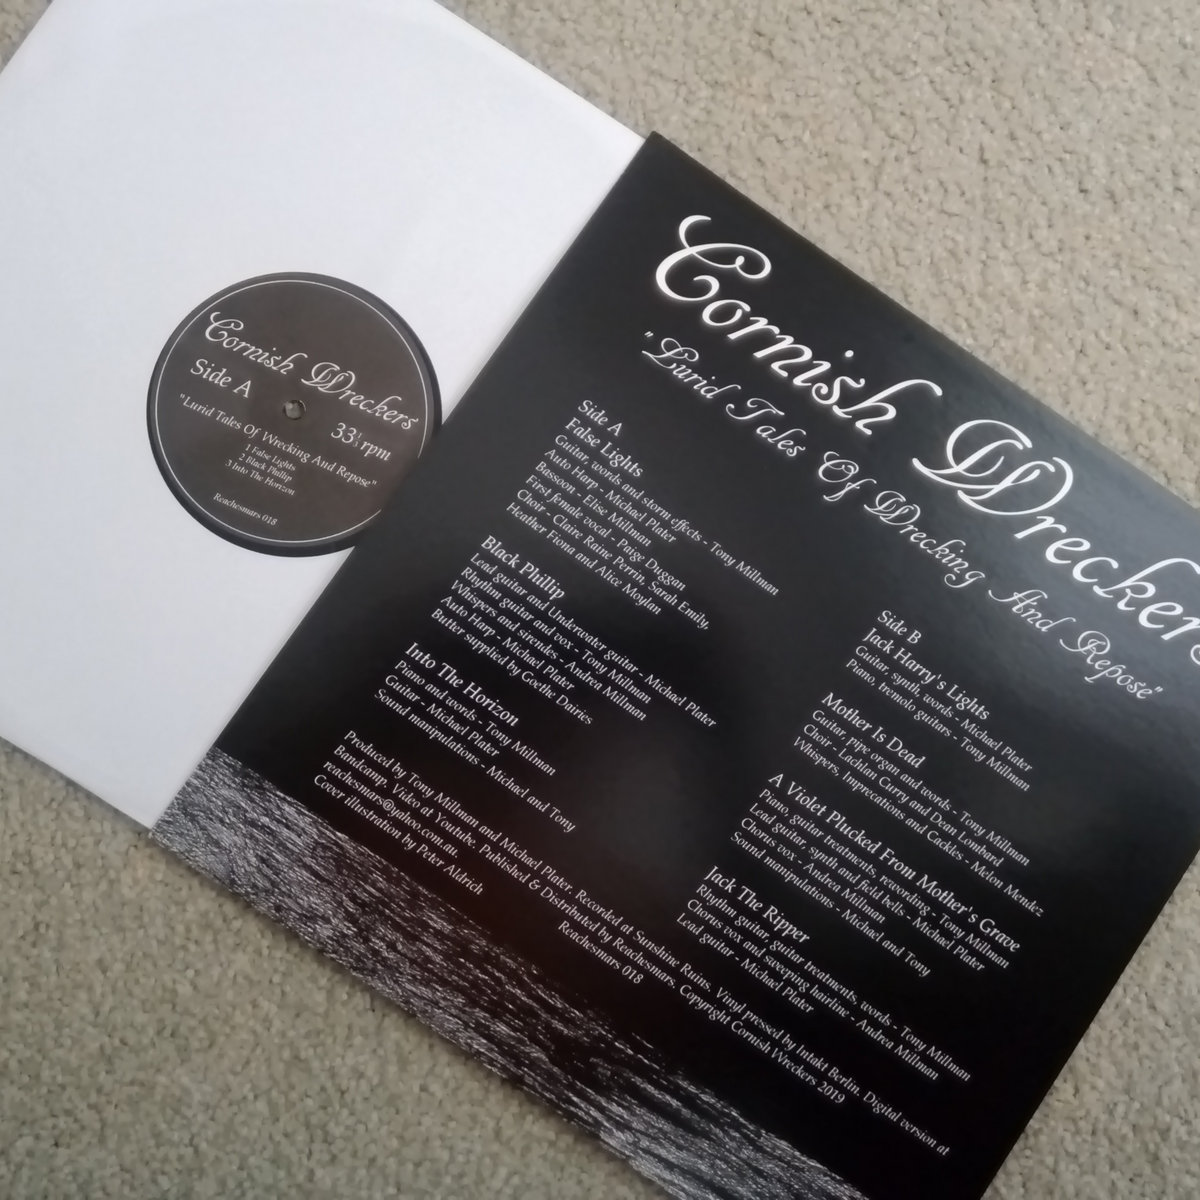 Cornish Wreckers
Side A
33⅓ rpm
"Lurid Tales Of Wrecking And Repose"
1 False Lights
2 Black Phillip
3 Into The Horizon
Reachesmars 018
Cornish Wreckers
"Lurid Tales Of Wrecking And Repose"
Side A
False Lights
Guitar, words and storm effects - Tony Millman
Auto Harp - Michael Plater
Bassoon - Elise Millman
First female vocal - Paige Duggan
Choir - Claire Raine Perrin, Sarah Emily,
Heather Fiona and Alice Moylan
Black Phillip
Lead guitar and Underwater guitar - Michael Plater
Rhythm guitar and vox - Tony Millman
Whispers and sirendes - Andrea Millman
Auto Harp - Michael Plater
Butter supplied by Goethe Dairies
Into The Horizon
Piano and words - Tony Millman
Guitar - Michael Plater
Sound manipulations - Michael and Tony
Side B
Jack Harry's Lights
Guitar, synth, words - Michael Plater
Piano, tremolo guitars - Tony Millman
Mother Is Dead
Guitar, pipe organ and words - Tony Millman
Choir - Lachlan Curry and Dean Lombard
Whispers, Imprecations and Cackles - Melon Mendez
A Violet Plucked From Mother's Grave
Piano, guitar treatments, rewording - Tony Millman
Lead guitar, synth, and field bells - Michael Plater
Chorus vox - Andrea Millman
Sound manipulations - Michael and Tony
Jack The Ripper
Rhythm guitar, guitar treatments, words - Tony Millman
Chorus vox and sweeping hairline - Andrea Millman
Lead guitar - Michael Plater
Produced by Tony Millman and Michael Plater. Recorded at Sunshine Ruins. Vinyl pressed by Intakt Berlin. Digital version at
Bandcamp. Video at Youtube. Published & Distributed by Reachesmars. Copyright Cornish Wreckers 2019
reachesmars@yahoo.com.au.
Reachesmars 018
Cover illustration by Peter Aldrich